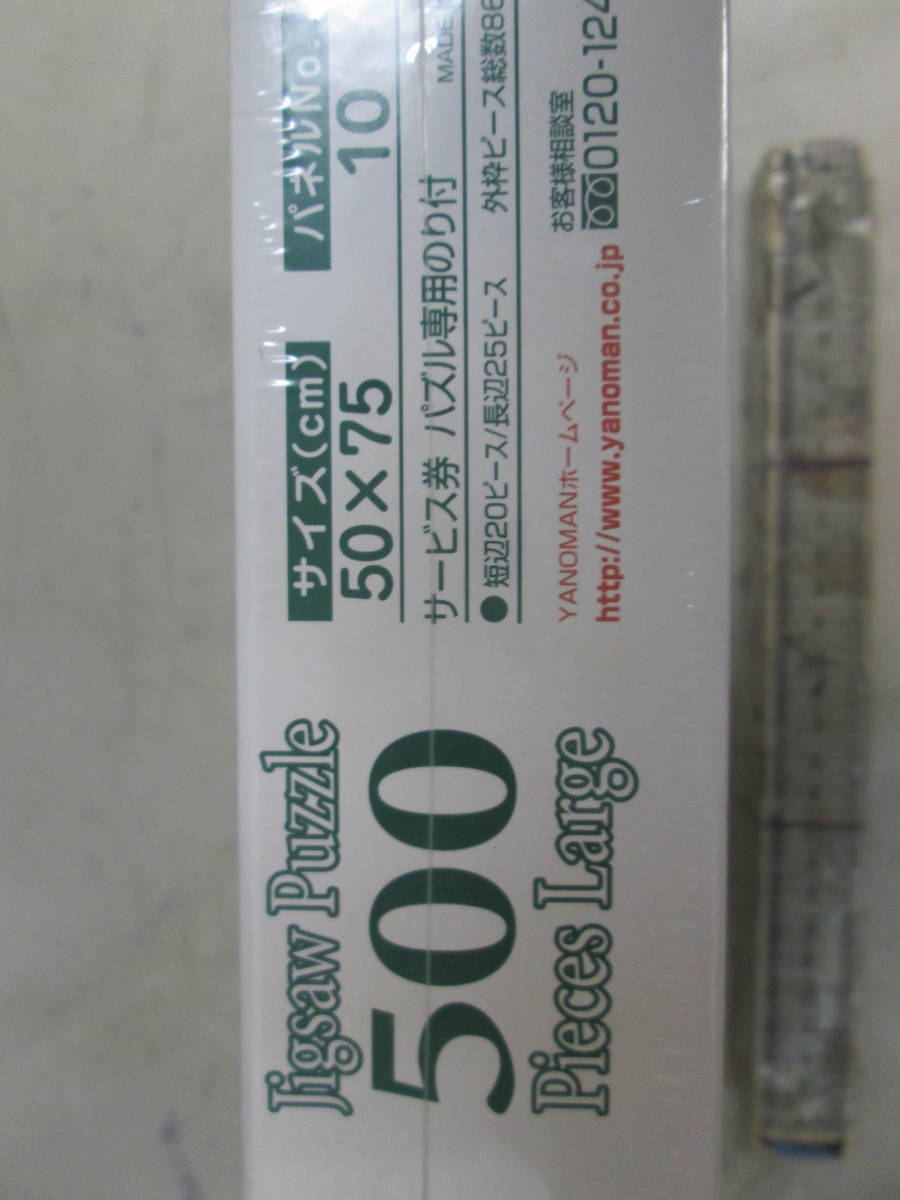 Jigsaw Puzzle
500
Pieces Large
サイズ(cm)
50×75
パネルNo.
10
サービス券 パズル専用のり付
MADE
●短辺20ピース/長辺25ピース 外枠ピース総数86
YANOMANホームページ
http://www.yanoman.co.jp
お客様相談室
0120-124